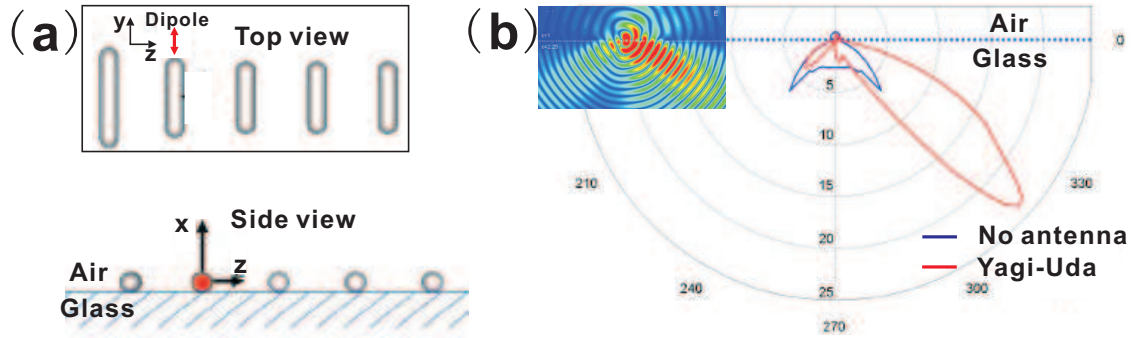 (a)
Dipole
y
z
Top view
Side view
x
z
Air
Glass
(b)
E
Air
Glass
0
5
10
15
20
25
210
240
270
300
330
No antenna
Yagi-Uda